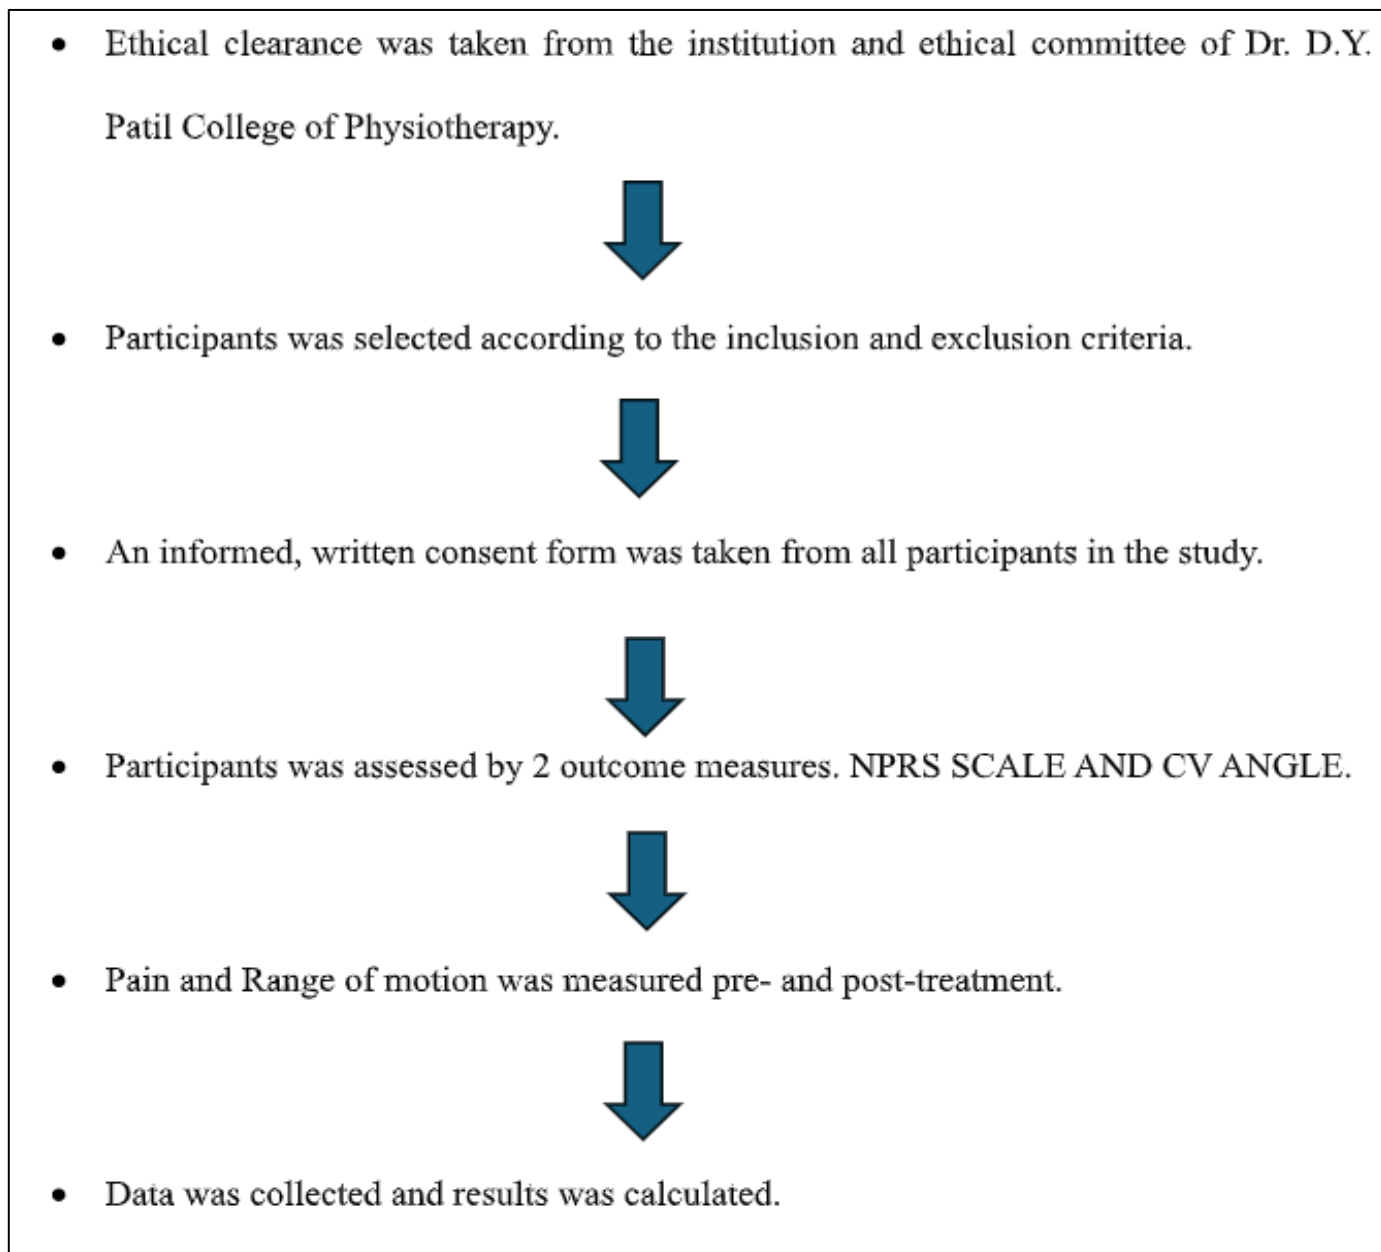 • Ethical clearance was taken from the institution and ethical committee of Dr. D.Y.
Patil College of Physiotherapy.
• Participants was selected according to the inclusion and exclusion criteria.
• An informed, written consent form was taken from all participants in the study.
• Participants was assessed by 2 outcome measures. NPRS SCALE AND CV ANGLE.
• Pain and Range of motion was measured pre- and post-treatment.
• Data was collected and results was calculated.